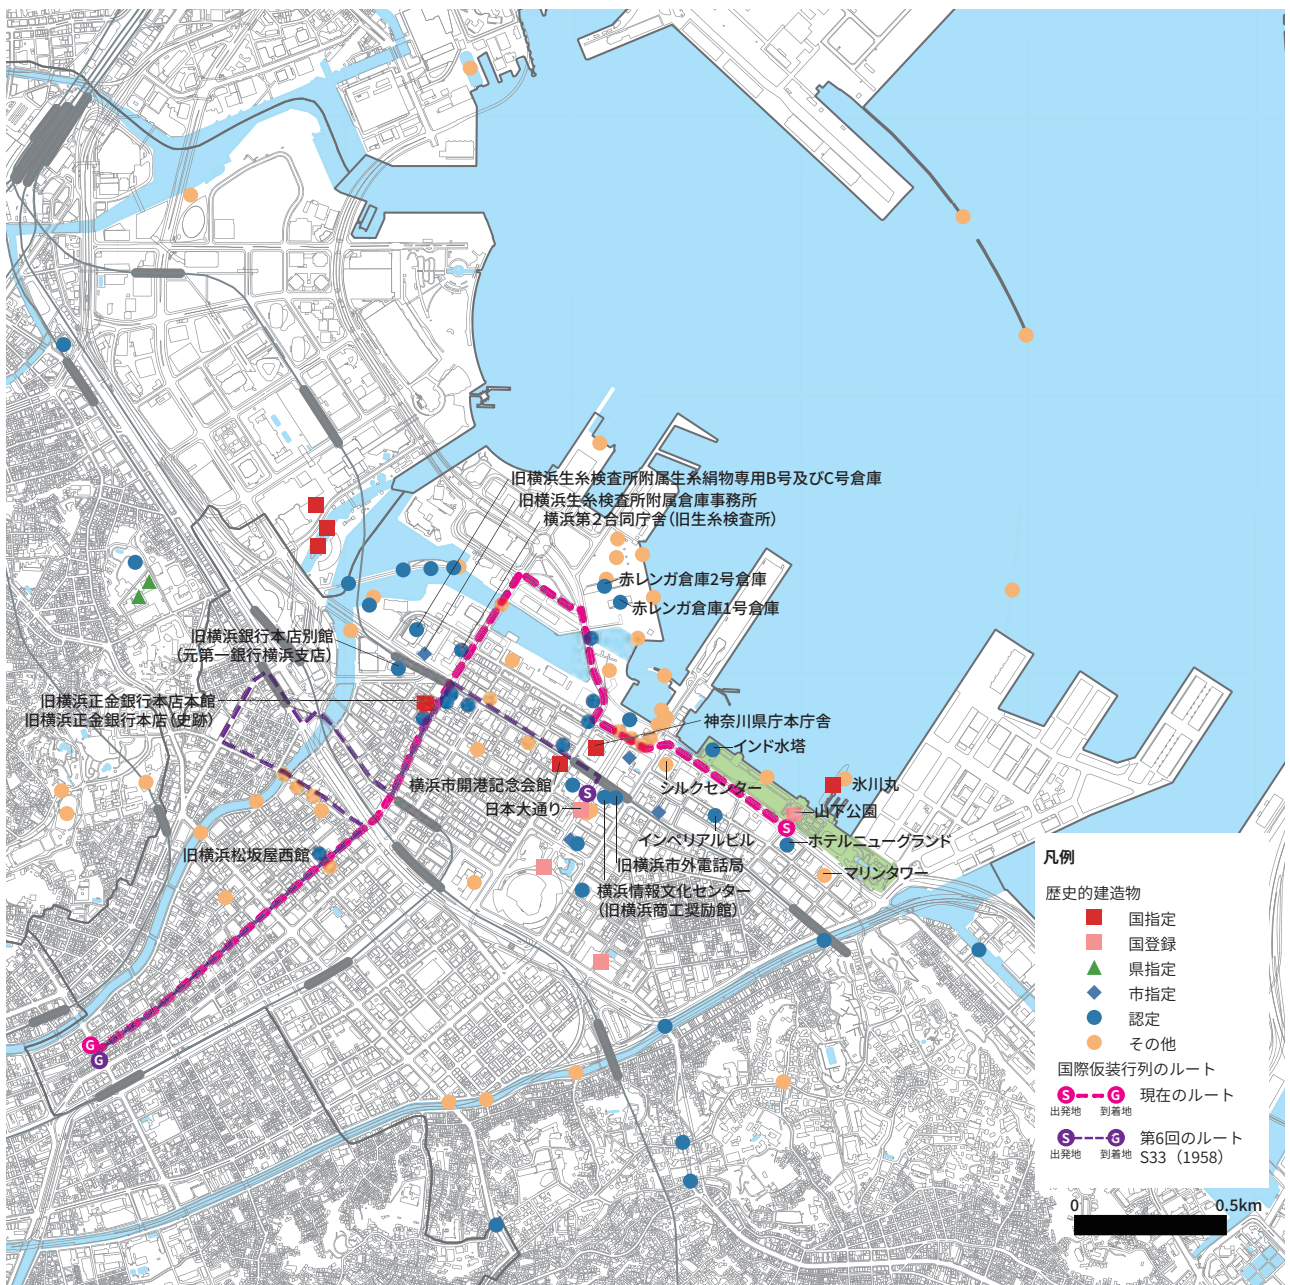 旧横浜生糸検査所附属生糸絹物専用B号及びC号倉庫
旧横浜生糸検査所附属倉庫事務所
横浜第2合同庁舎（旧生糸検査所）
赤レンガ倉庫2号倉庫
赤レンガ倉庫1号倉庫
旧横浜銀行本店別館
（元第一銀行横浜支店）
旧横浜正金銀行本店本館
旧横浜正金銀行本店（史跡）
神奈川県庁本庁舎
インド水塔
横浜市開港記念会館
シルクセンター
氷川丸
日本大通り
S
山下公園
S
インペリアルビル
ホテルニューグランド
旧横浜松坂屋西館
旧横浜市外電話局
マリンタワー
横浜情報文化センター
（旧横浜商工奨励館）
G
G
凡例
歴史的建造物
国指定
国登録
県指定
市指定
認定
その他
国際仮装行列のルート
S G 現在のルート
出発地 到着地
S G 第6回のルート
出発地 到着地 S33（1958）
0 0.5km